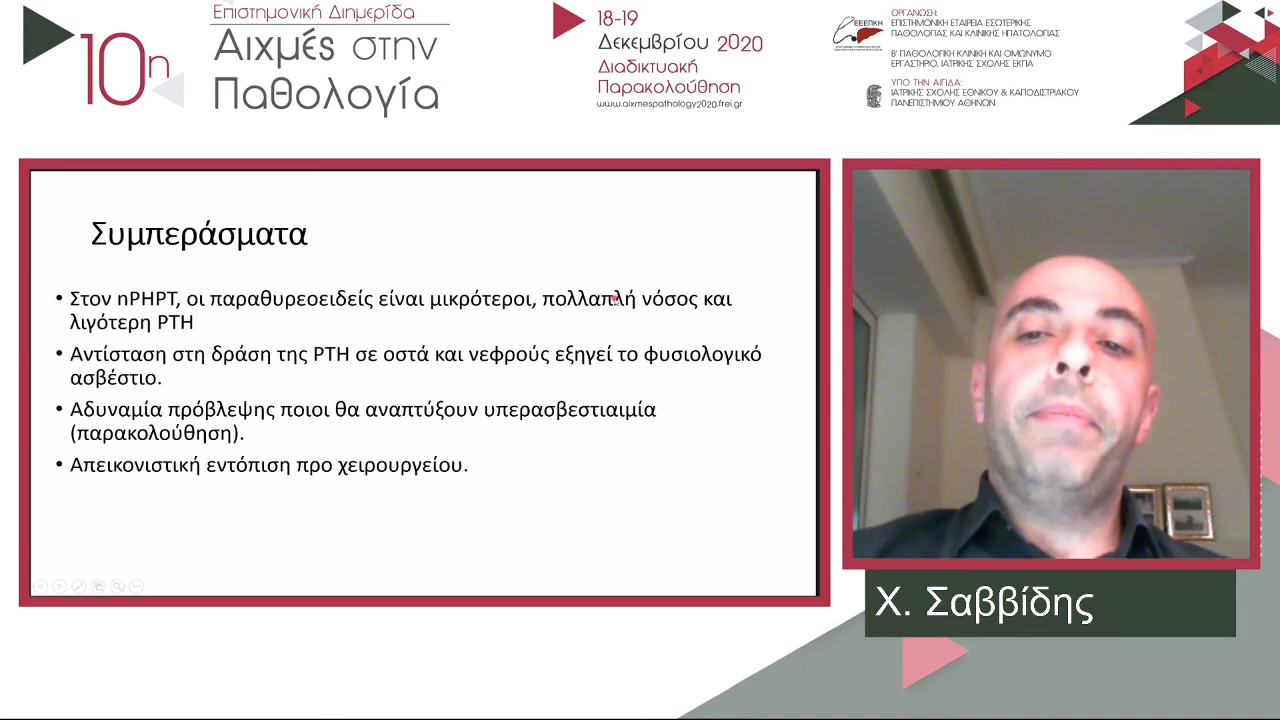 10η
Επιστημονική Διημερίδα
Αιχμές στην
Παθολογία
18-19
Δεκεμβρίου 2020
Διαδικτυακή
Παρακολούθηση
www.aixmespathology2020.frei.gr
ΕΕΕΠΚΗ
ΟΡΓΑΝΩΣΗ:
ΕΠΙΣΤΗΜΟΝΙΚΗ ΕΤΑΙΡΕΙΑ ΕΣΩΤΕΡΙΚΗΣ
ΠΑΘΟΛΟΓΙΑΣ ΚΑΙ ΚΛΙΝΙΚΗΣ ΗΠΑΤΟΛΟΓΙΑΣ
Β' ΠΑΘΟΛΟΓΙΚΗ ΚΛΙΝΙΚΗ ΚΑΙ ΟΜΩΝΥΜΟ
ΕΡΓΑΣΤΗΡΙΟ, ΙΑΤΡΙΚΗΣ ΣΧΟΛΗΣ ΕΚΠΑ
ΥΠΟ ΤΗΝ ΑΙΓΙΔΑ:
ΙΑΤΡΙΚΗΣ ΣΧΟΛΗΣ ΕΘΝΙΚΟΥ & ΚΑΠΟΔΙΣΤΡΙΑΚΟΥ
ΠΑΝΕΠΙΣΤΗΜΙΟΥ ΑΘΗΝΩΝ
Συμπεράσματα
• Στον nPHPT, οι παραθυρεοειδείς είναι μικρότεροι, πολλαπλή νόσος και
λιγότερη PTH
• Αντίσταση στη δράση της PTH σε οστά και νεφρούς εξηγεί το φυσιολογικό
ασβέστιο.
• Αδυναμία πρόβλεψης ποιοι θα αναπτύξουν υπερασβεστιαιμία
(παρακολούθηση).
• Απεικονιστική εντόπιση προ χειρουργείου.
Χ. Σαββίδης